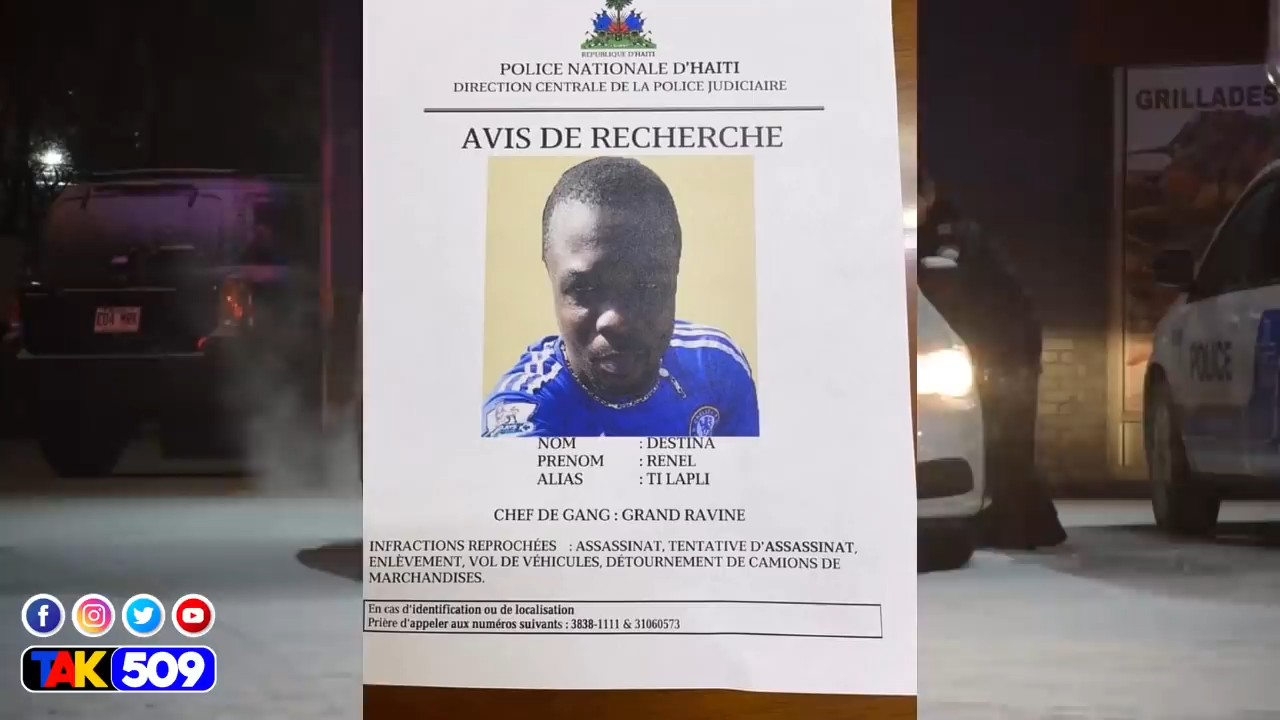 REPUBLIQUE D'HAITI
POLICE NATIONALE D'HAITI
DIRECTION CENTRALE DE LA POLICE JUDICIAIRE
AVIS DE RECHERCHE
NOM : DESTINA
PRENOM : RENEL
ALIAS : TI LAPLI
CHEF DE GANG : GRAND RAVINE
INFRACTIONS REPROCHÉES : ASSASSINAT, TENTATIVE D'ASSASSINAT,
ENLÈVEMENT, VOL DE VÉHICULES, DÉTOURNEMENT DE CAMIONS DE
MARCHANDISES.
En cas d'identification ou de localisation
Prière d'appeler aux numéros suivants : 3838-1111 & 31060573
GRILLADES
POLICE
TAK 509